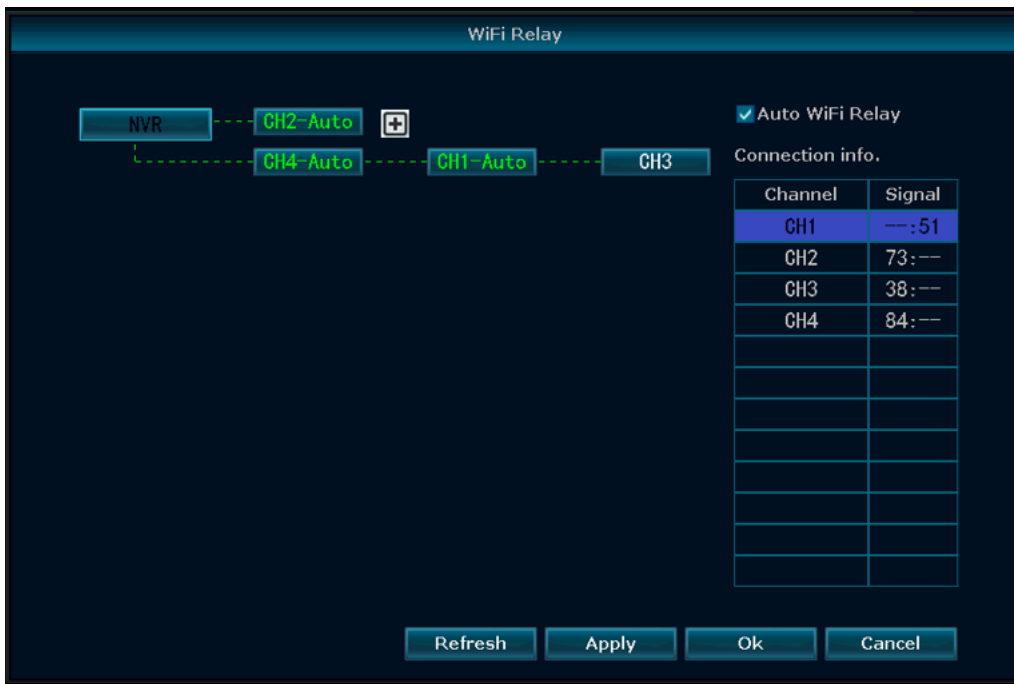 WiFi Relay
NVR CH2-Auto
CH4-Auto CH1-Auto CH3
Auto WiFi Relay
Connection info.
Channel Signal
CH1 --:51
CH2 73:--
CH3 38:--
CH4 84:--
Refresh Apply Ok Cancel